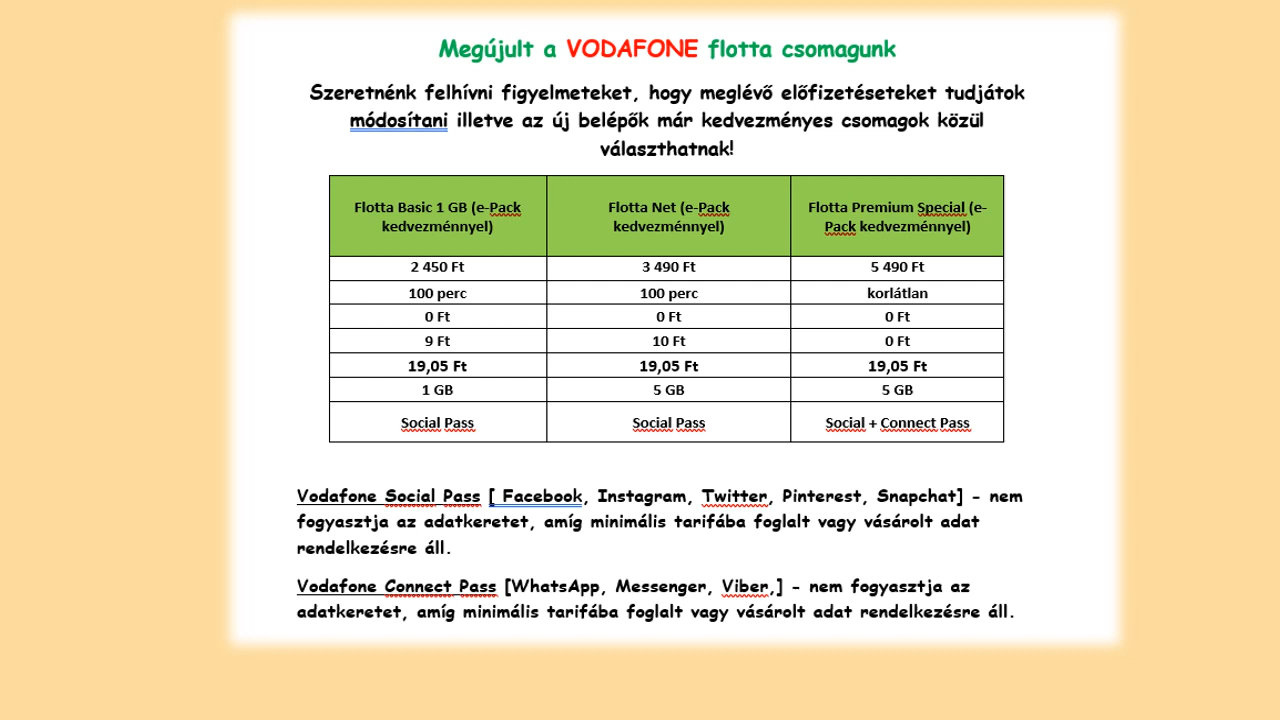 Megújult a VODAFONE flotta csomagunk
Szeretnénk felhívni figyelmeteket, hogy meglévő előfizetéseteket tudjátok
módosítani illetve az új belépők már kedvezményes csomagok közül
választhatnak!
Flotta Basic 1 GB (e-Pack kedvezménnyel) Flotta Net (e-Pack kedvezménnyel) Flotta Premium Special (e-Pack kedvezménnyel)
2 450 Ft 3 490 Ft 5 490 Ft
100 perc 100 perc korlátlan
0 Ft 0 Ft 0 Ft
9 Ft 10 Ft 0 Ft
19,05 Ft 19,05 Ft 19,05 Ft
1 GB 5 GB 5 GB
Social Pass Social Pass Social + Connect Pass
Vodafone Social Pass [ Facebook, Instagram, Twitter, Pinterest, Snapchat] - nem
fogyasztja az adatkeretet, amíg minimális tarifába foglalt vagy vásárolt adat
rendelkezésre áll.
Vodafone Connect Pass [WhatsApp, Messenger, Viber,] - nem fogyasztja az
adatkeretet, amíg minimális tarifába foglalt vagy vásárolt adat rendelkezésre áll.